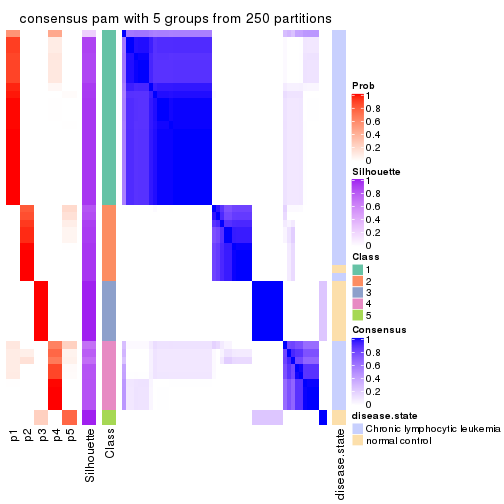 consensus pam with 5 groups from 250 partitions
Prob
1
0.8
0.6
0.4
0.2
0
Silhouette
1
0.8
0.6
0.4
0.2
0
Class
1
2
3
4
5
Consensus
1
0.8
0.6
0.4
0.2
0
disease.state
Chronic lymphocytic leukemia
normal control
p1
p2
p3
p4
p5
Silhouette
Class
disease.state